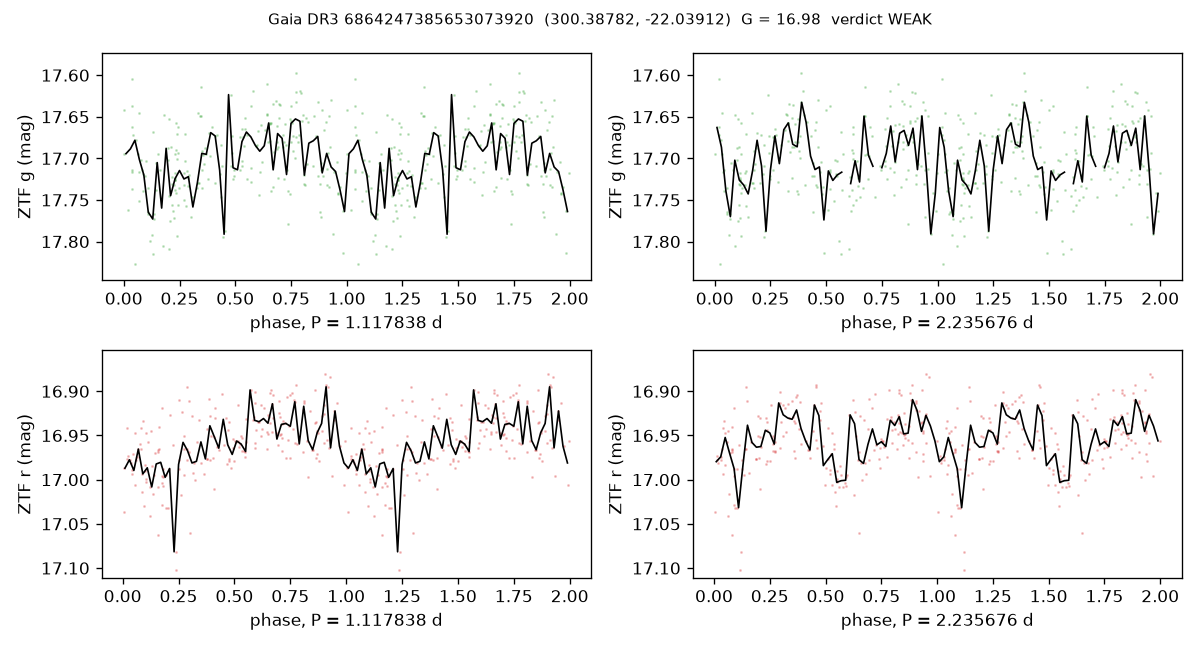 Gaia DR3 6864247385653073920 (300.38782, -22.03912) G = 16.98 verdict WEAK
ZTF g (mag)
17.60
17.65
17.70
17.75
17.80
0.00 0.25 0.50 0.75 1.00 1.25 1.50 1.75 2.00
phase, P = 1.117838 d
ZTF g (mag)
17.60
17.65
17.70
17.75
17.80
0.00 0.25 0.50 0.75 1.00 1.25 1.50 1.75 2.00
phase, P = 2.235676 d
ZTF r (mag)
16.90
16.95
17.00
17.05
17.10
0.00 0.25 0.50 0.75 1.00 1.25 1.50 1.75 2.00
phase, P = 1.117838 d
ZTF r (mag)
16.90
16.95
17.00
17.05
17.10
0.00 0.25 0.50 0.75 1.00 1.25 1.50 1.75 2.00
phase, P = 2.235676 d